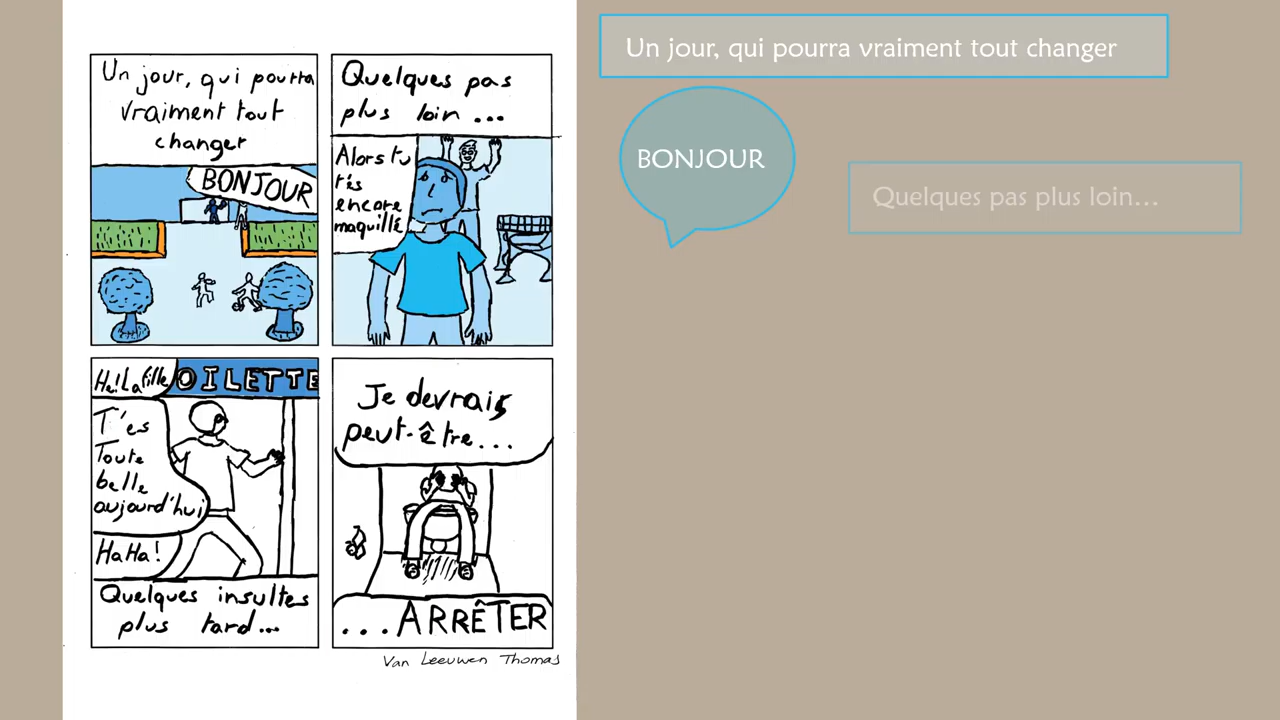 Un jour, qui pourra
vraiment tout
changer
BONJOUR
Quelques pas
plus loin ...
Alors tu
t'es
encore
maquillé
He! La fille
OILETTE
T'es
Toute
belle
aujourd'hui
HaHa!
Quelques insultes
plus tard...
Je devrais
peut-être...
...ARRÊTER
Van Leeuwen Thomas
Un jour, qui pourra vraiment tout changer
BONJOUR
Quelques pas plus loin...